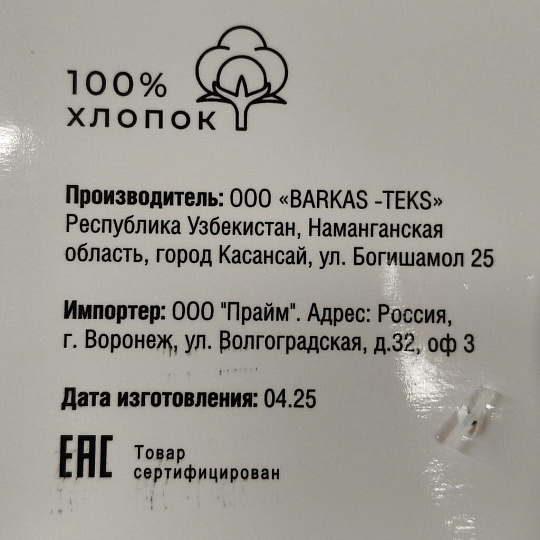 100%
ХЛОПОК
Производитель: ООО «BARKAS -TEKS»
Республика Узбекистан, Наманганская
область, город Касансай, ул. Богишамол 25
Импортер: ООО "Прайм". Адрес: Россия,
г. Воронеж, ул. Волгоградская, д.32, оф 3
Дата изготовления: 04.25
EAC Товар
сертифицирован